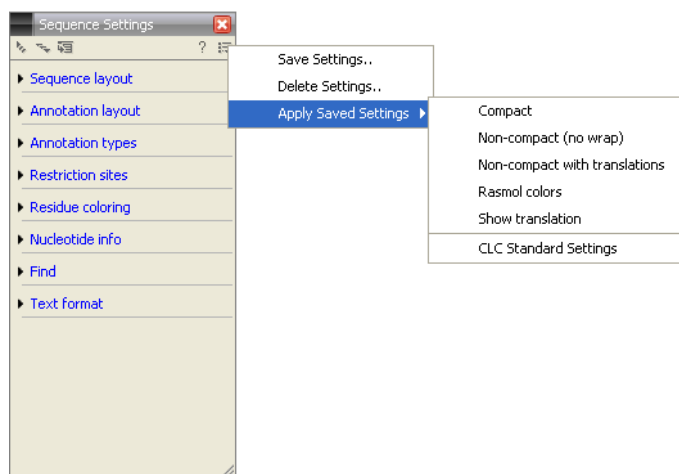 Sequence Settings
?
Sequence layout
Annotation layout
Annotation types
Restriction sites
Residue coloring
Nucleotide info
Find
Text format
Save Settings..
Delete Settings..
Apply Saved Settings
Compact
Non-compact (no wrap)
Non-compact with translations
Rasmol colors
Show translation
CLC Standard Settings